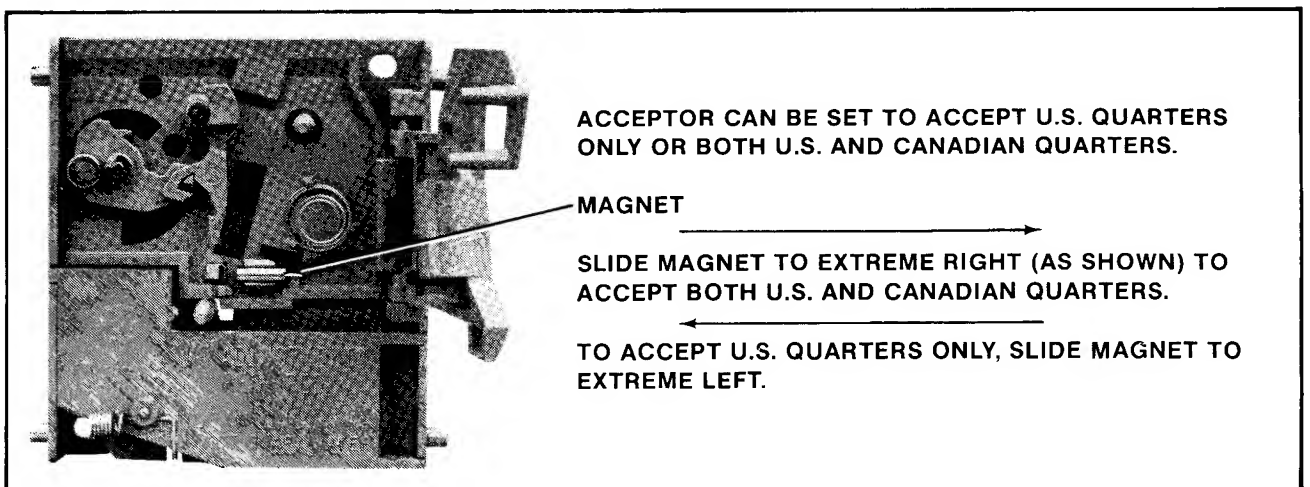 ACCEPTOR CAN BE SET TO ACCEPT U.S. QUARTERS
ONLY OR BOTH U.S. AND CANADIAN QUARTERS.
MAGNET
SLIDE MAGNET TO EXTREME RIGHT (AS SHOWN) TO
ACCEPT BOTH U.S. AND CANADIAN QUARTERS.
TO ACCEPT U.S. QUARTERS ONLY, SLIDE MAGNET TO
EXTREME LEFT.